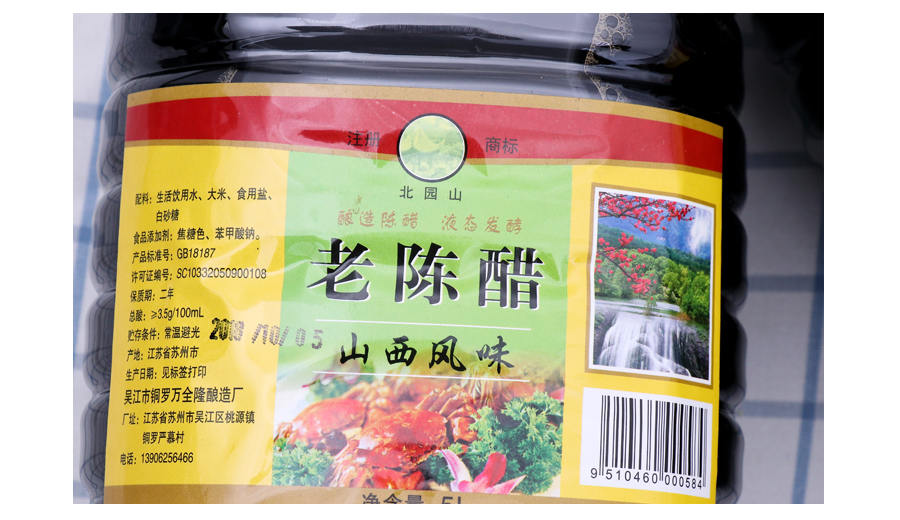 注册 商标
北园山
酿造陈醋 液态发酵
老陈醋
山西风味
配料：生活饮用水、大米、食用盐、
白砂糖
食品添加剂：焦糖色、苯甲酸钠。
产品标准号：GB18187
许可证编号：SC10332050900108
保质期：二年
总酸：≥3.5g/100mL
贮存条件：常温避光
2019/10/05
产地：江苏省苏州市
生产日期：见标签打印
吴江市铜罗万全隆酿造厂
厂址：江苏省苏州市吴江区桃源镇
铜罗严慕村
电话：13906256466
9 510460 000584
净含量 5L